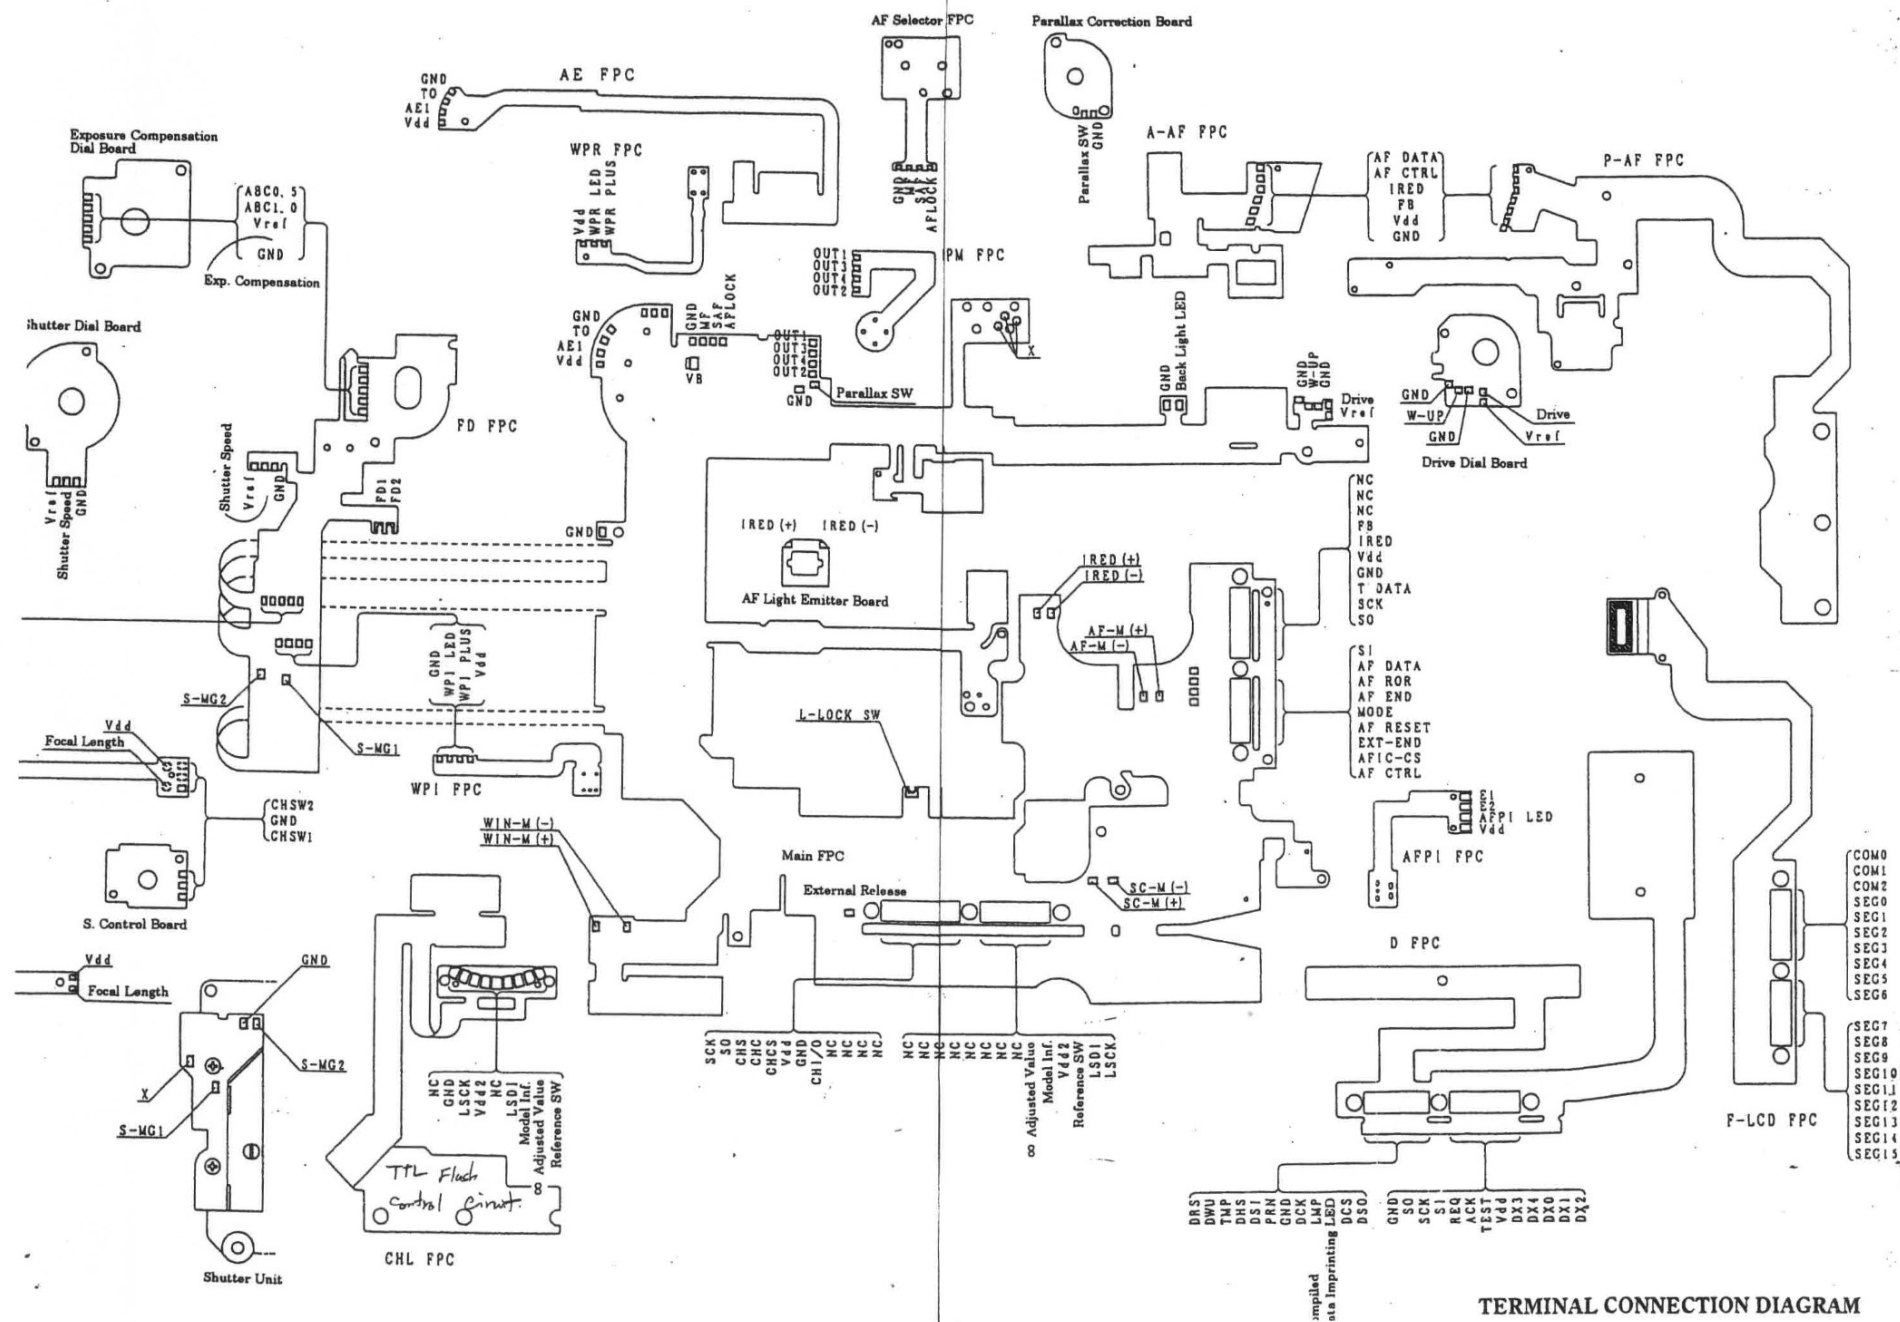 AF Selector FPC
Parallax Correction Board
AE FPC
GND
TO
AE1
Vdd
Exposure Compensation
Dial Board
ABC0.5
ABC1.0
Vref
GND
Exp. Compensation
WPR FPC
Vdd
WPR LED
WPR PLUS
GND
MF
SAF
AFLOCK
Parallax SW
GND
A-AF FPC
AF DATA
AF CTRL
IRED
FB
Vdd
GND
P-AF FPC
OUT1
OUT3
OUT4
OUT2
IPM FPC
hutter Dial Board
Vref
Shutter Speed
GND
FD FPC
Shutter Speed
Vref
GND
FD1
FD2
GND
TO
AE1
Vdd
GND
MF
SAF
AFLOCK
VB
OUT1
OUT3
OUT4
OUT2
GND
Parallax SW
X
GND
Back Light LED
GND
W-UP
GND
Drive
Vref
GND
W-UP
GND
Drive
Vref
Drive Dial Board
GND
IRED (+)
IRED (-)
AF Light Emitter Board
IRED (+)
IRED (-)
AF-M (+)
AF-M (-)
NC
NC
NC
FB
IRED
Vdd
GND
T DATA
SCK
SO
SI
AF DATA
AF ROR
AF END
MODE
AF RESET
EXT-END
AFIC-CS
AF CTRL
GND
WPI LED
WPI PLUS
Vdd
S-MG2
S-MG1
Vdd
Focal Length
WPI FPC
L-LOCK SW
CHSW2
GND
CHSW1
S. Control Board
WIN-M (-)
WIN-M (+)
Main FPC
External Release
SC-M (-)
SC-M (+)
E1
E2
AFPI LED
Vdd
AFPI FPC
COM0
COM1
COM2
SEG0
SEG1
SEG2
SEG3
SEG4
SEG5
SEG6
SEG7
SEG8
SEG9
SEG10
SEG11
SEG12
SEG13
SEG14
SEG15
F-LCD FPC
D FPC
Vdd
Focal Length
GND
S-MG2
X
S-MG1
Shutter Unit
NC
GND
LSCK
Vdd2
NC
LSDI
Model Inf.
∞ Adjusted Value
Reference SW
TTL Flash
Control Circuit.
CHL FPC
SCK
SO
CHS
CHC
CHCS
Vdd
GND
CHI/O
NC
NC
NC
NC
NC
NC
NC
NC
NC
NC
NC
NC
∞ Adjusted Value
Model Inf.
Vdd2
Reference SW
LSDI
LSCK
DRS
DWU
TMP
DHS
DSI
PRN
GND
DCK
LMP
ompiled
ata Imprinting LED
DCS
DSO
GND
SO
SCK
SI
REQ
ACK
TEST
Vdd
DX3
DX4
DX0
DX1
DX2
TERMINAL CONNECTION DIAGRAM